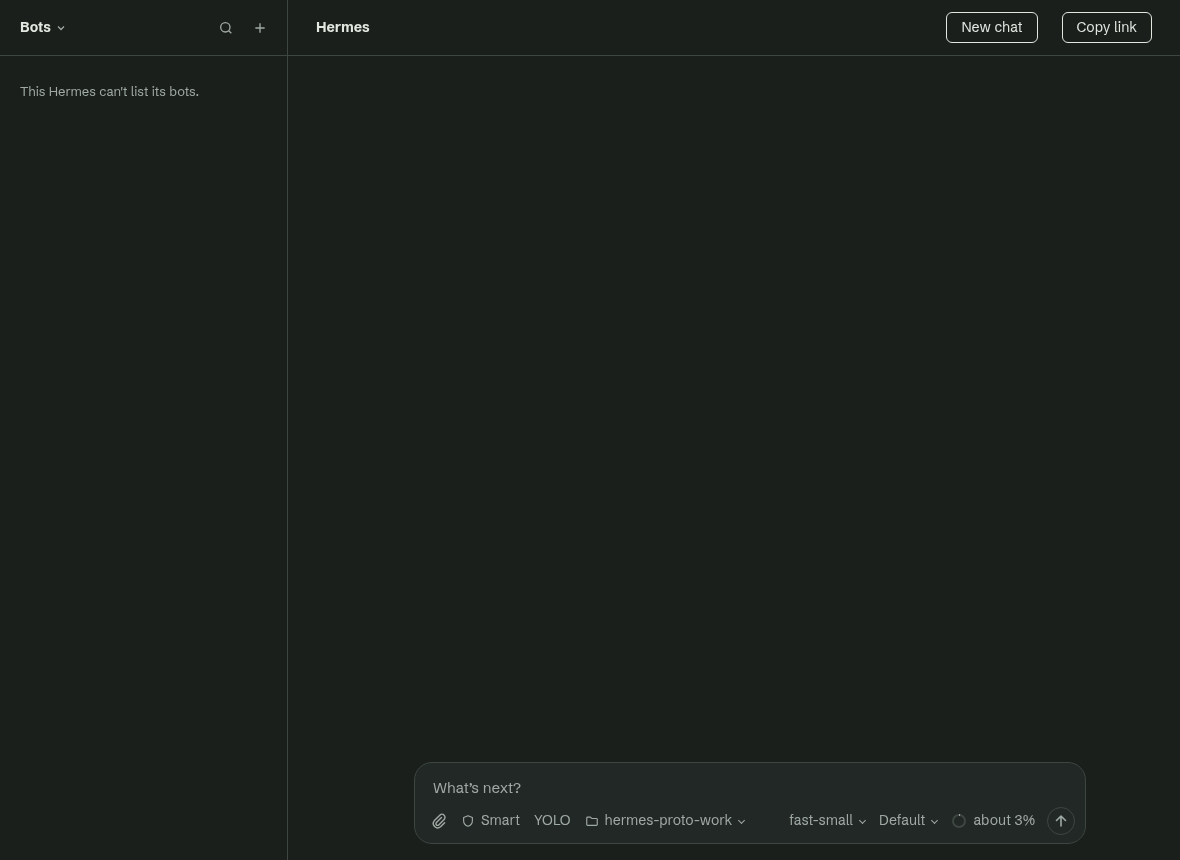 Bots
Hermes
New chat
Copy link
This Hermes can't list its bots.
What's next?
Smart
YOLO
hermes-proto-work
fast-small
Default
about 3%